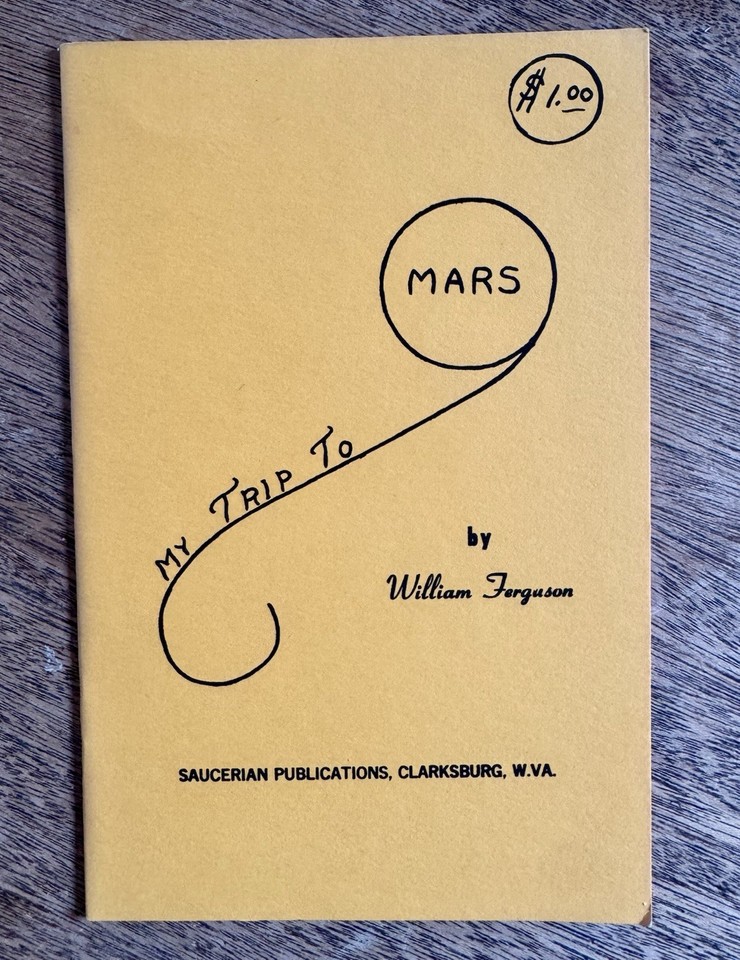 $1.00
MARS
MY TRIP TO
by
William Ferguson
SAUCERIAN PUBLICATIONS, CLARKSBURG, W.VA.